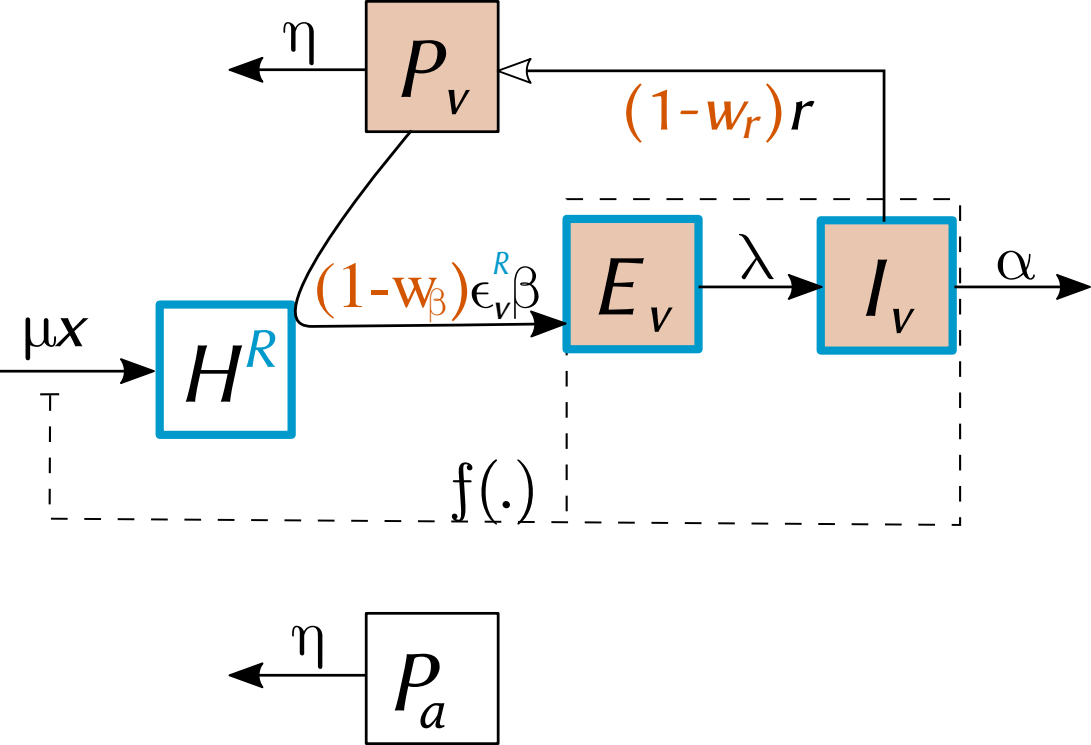 η
P_v
(1-w_r)r
(1-w_β)ϵ_v^Rβ
E_v
λ
I_v
α
μx
H^R
f(.)
η
P_a